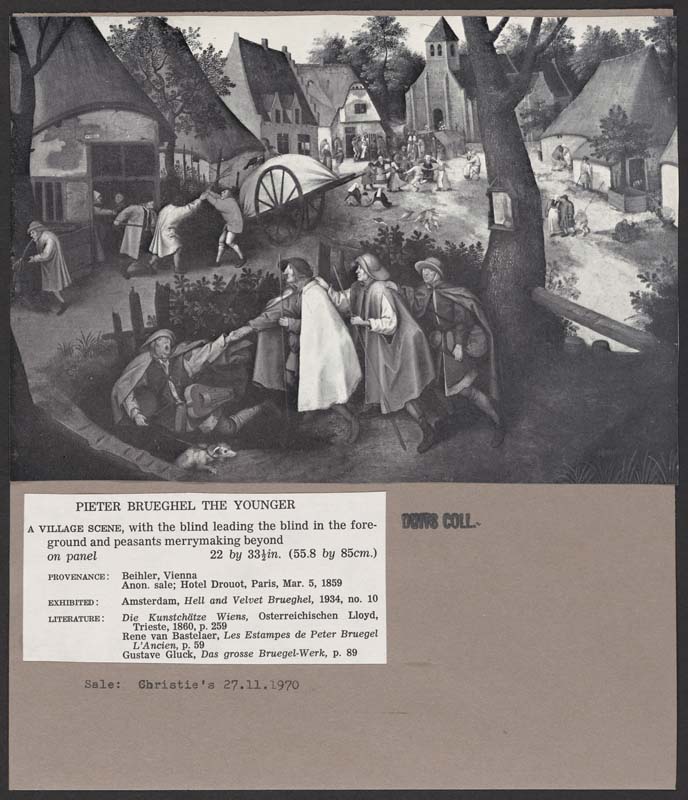 PIETER BRUEGHEL THE YOUNGER
A VILLAGE SCENE, with the blind leading the blind in the fore-
ground and peasants merrymaking beyond
on panel 22 by 33½in. (55.8 by 85cm.)
PROVENANCE: Beihler, Vienna
Anon. sale; Hotel Drouot, Paris, Mar. 5, 1859
EXHIBITED: Amsterdam, Hell and Velvet Brueghel, 1934, no. 10
LITERATURE: Die Kunstchätze Wiens, Osterreichischen Lloyd,
Trieste, 1860, p. 259
Rene van Bastelaer, Les Estampes de Peter Bruegel
L'Ancien, p. 59
Gustave Gluck, Das grosse Bruegel-Werk, p. 89
COLL.
Sale: Christie's 27.11.1970